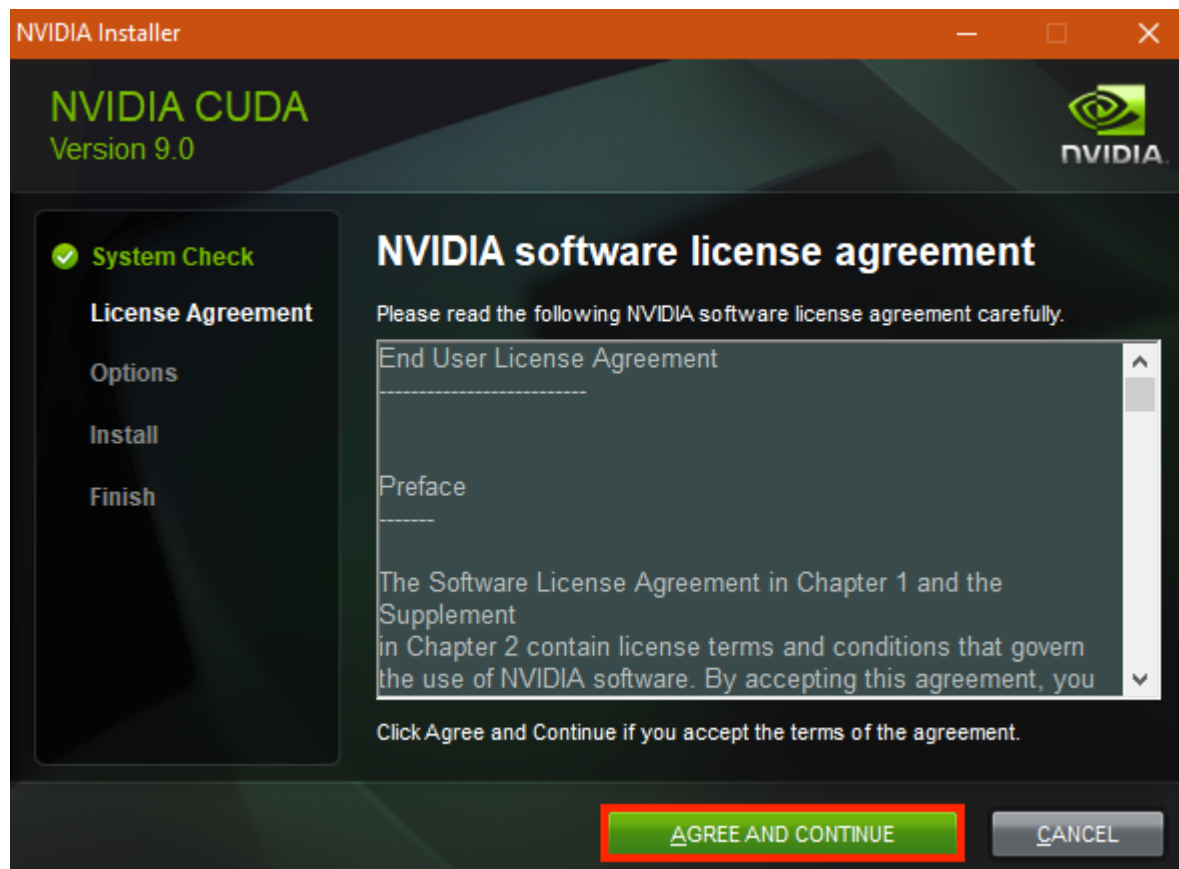 NVIDIA Installer
NVIDIA CUDA
Version 9.0
NVIDIA.
System Check
License Agreement
Options
Install
Finish
NVIDIA software license agreement
Please read the following NVIDIA software license agreement carefully.
End User License Agreement
--------------------------
Preface
-------
The Software License Agreement in Chapter 1 and the
Supplement
in Chapter 2 contain license terms and conditions that govern
the use of NVIDIA software. By accepting this agreement, you
Click Agree and Continue if you accept the terms of the agreement.
AGREE AND CONTINUE
CANCEL